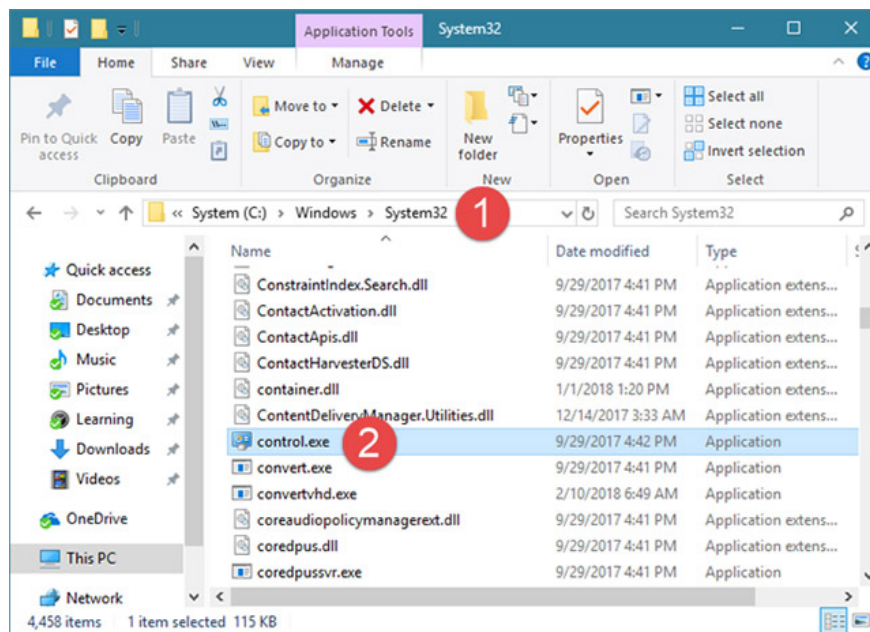 Application Tools System32
File Home Share View Manage
Pin to Quick access
Copy
Paste
Move to
Copy to
Delete
Rename
New folder
Properties
Select all
Select none
Invert selection
Clipboard Organize New Open Select
« System (C:) > Windows > System32
1
Search System32
Name Date modified Type
Quick access
Documents
Desktop
Music
Pictures
Learning
Downloads
Videos
OneDrive
This PC
Network
ConstraintIndex.Search.dll 9/29/2017 4:41 PM Application extens...
ContactActivation.dll 9/29/2017 4:41 PM Application extens...
ContactApis.dll 9/29/2017 4:41 PM Application extens...
ContactHarvesterDS.dll 9/29/2017 4:41 PM Application extens...
container.dll 1/1/2018 1:20 PM Application extens...
ContentDeliveryManager.Utilities.dll 12/14/2017 3:33 AM Application extens...
control.exe 2 9/29/2017 4:42 PM Application
convert.exe 9/29/2017 4:41 PM Application
convertvhd.exe 2/10/2018 6:49 AM Application
coreaudiopolicymanagerext.dll 9/29/2017 4:41 PM Application extens...
coredpus.dll 9/29/2017 4:41 PM Application extens...
coredpussvr.exe 9/29/2017 4:41 PM Application
4,458 items 1 item selected 115 KB